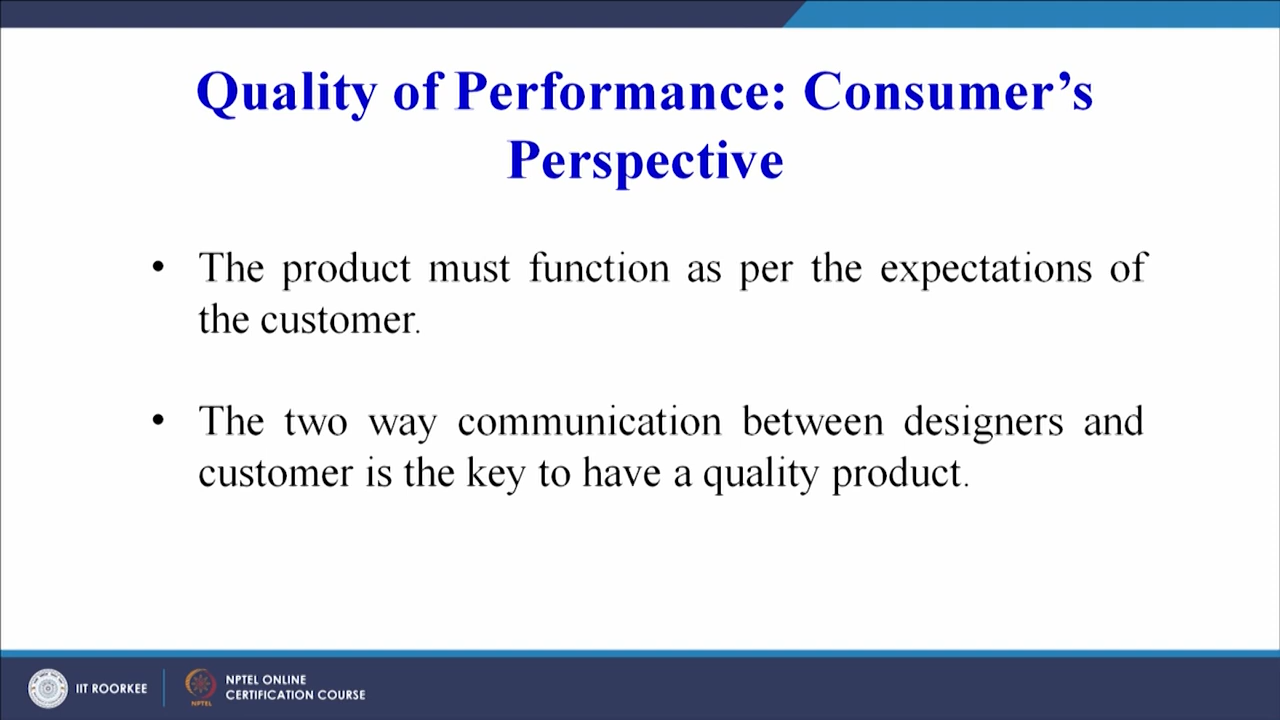 Quality of Performance: Consumer’s
Perspective
• The product must function as per the expectations of
the customer.
• The two way communication between designers and
customer is the key to have a quality product.
IIT ROORKEE
NPTEL
NPTEL ONLINE
CERTIFICATION COURSE